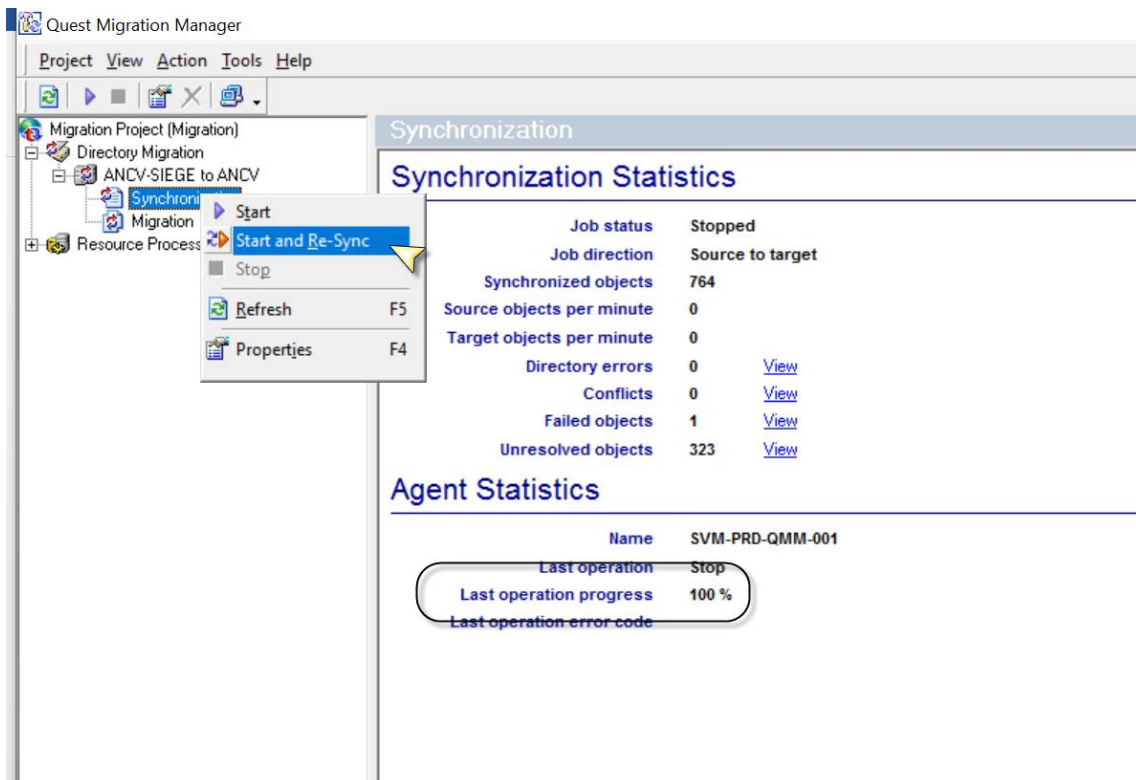 Quest Migration Manager
Project View Action Tools Help
Migration Project (Migration)
Directory Migration
ANCV-SIEGE to ANCV
Migration
Resource Process
Start
Start and Re-Sync
Stop
Refresh F5
Properties F4
Synchronization
Synchronization Statistics
Job status Stopped
Job direction Source to target
Synchronized objects 764
Source objects per minute 0
Target objects per minute 0
Directory errors 0 View
Conflicts 0 View
Failed objects 1 View
Unresolved objects 323 View
Agent Statistics
Name SVM-PRD-QMM-001
Last operation Stop
Last operation progress 100 %
Last operation error code